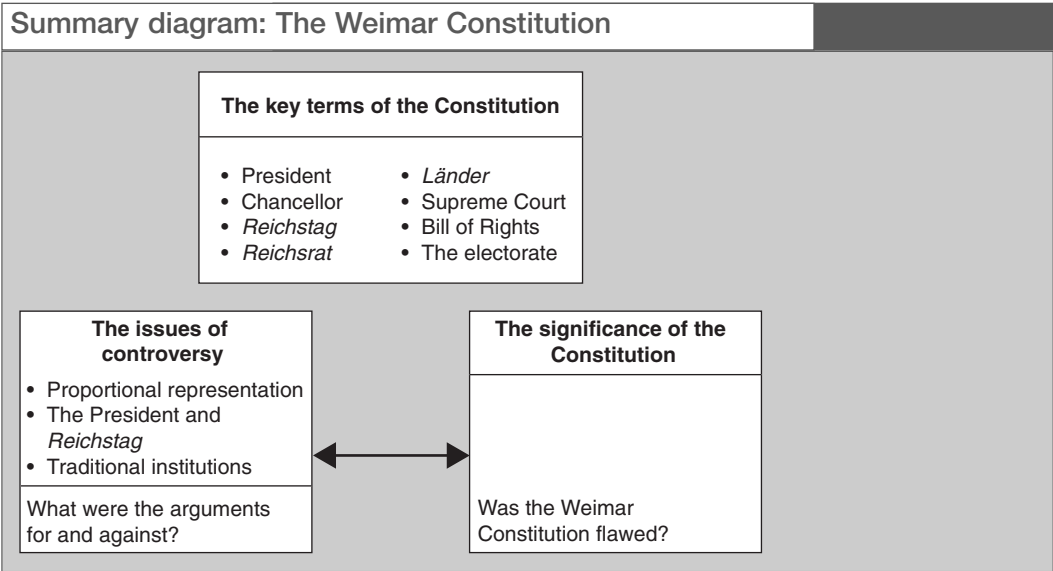 Summary diagram: The Weimar Constitution
The key terms of the Constitution
• President
• Chancellor
• Reichstag
• Reichsrat
• Länder
• Supreme Court
• Bill of Rights
• The electorate
The issues of
controversy
• Proportional representation
• The President and
Reichstag
• Traditional institutions
What were the arguments
for and against?
The significance of the
Constitution
Was the Weimar
Constitution flawed?